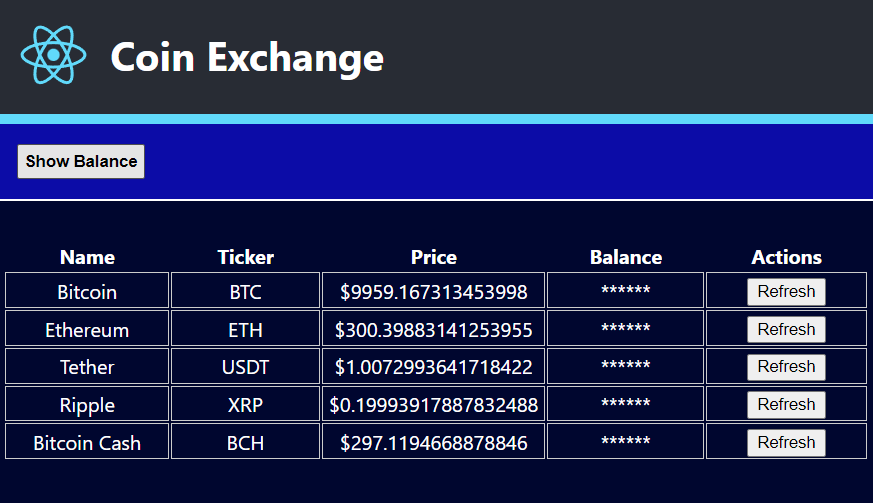 Coin Exchange
Show Balance
Name Ticker Price Balance Actions
Bitcoin BTC $9959.167313453998 ****** Refresh
Ethereum ETH $300.39883141253955 ****** Refresh
Tether USDT $1.0072993641718422 ****** Refresh
Ripple XRP $0.19993917887832488 ****** Refresh
Bitcoin Cash BCH $297.1194668878846 ****** Refresh